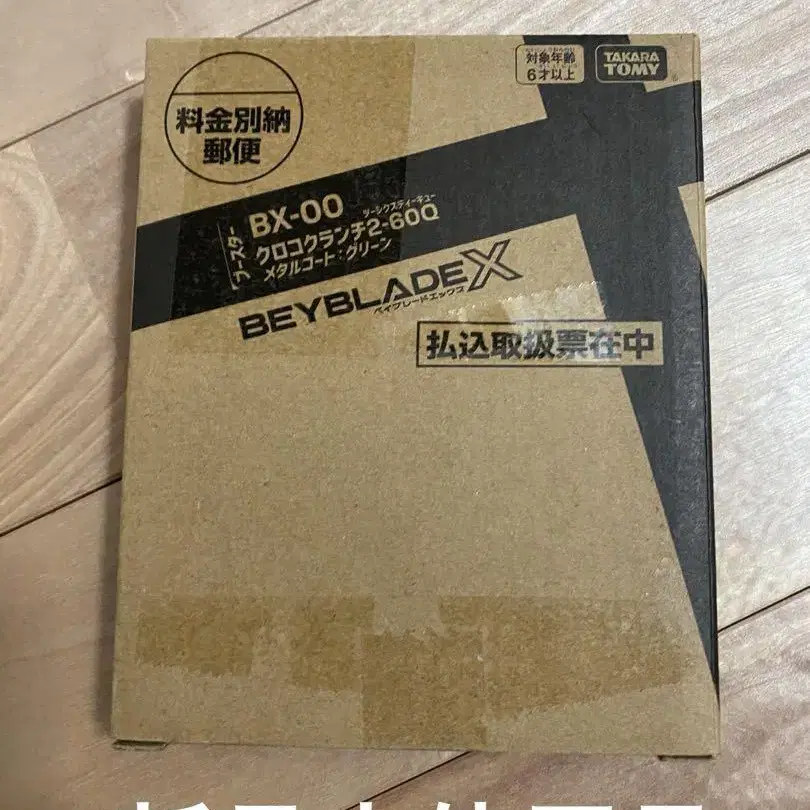 料金別納
郵便
対象年齢
6才以上
TAKARA
TOMY
ブースター
BX-00
ツーシクスティーキュー
クロコクランチ2-60Q
メタルコート:グリーン
BEYBLADE X
ベイブレードエックス
払込取扱票在中